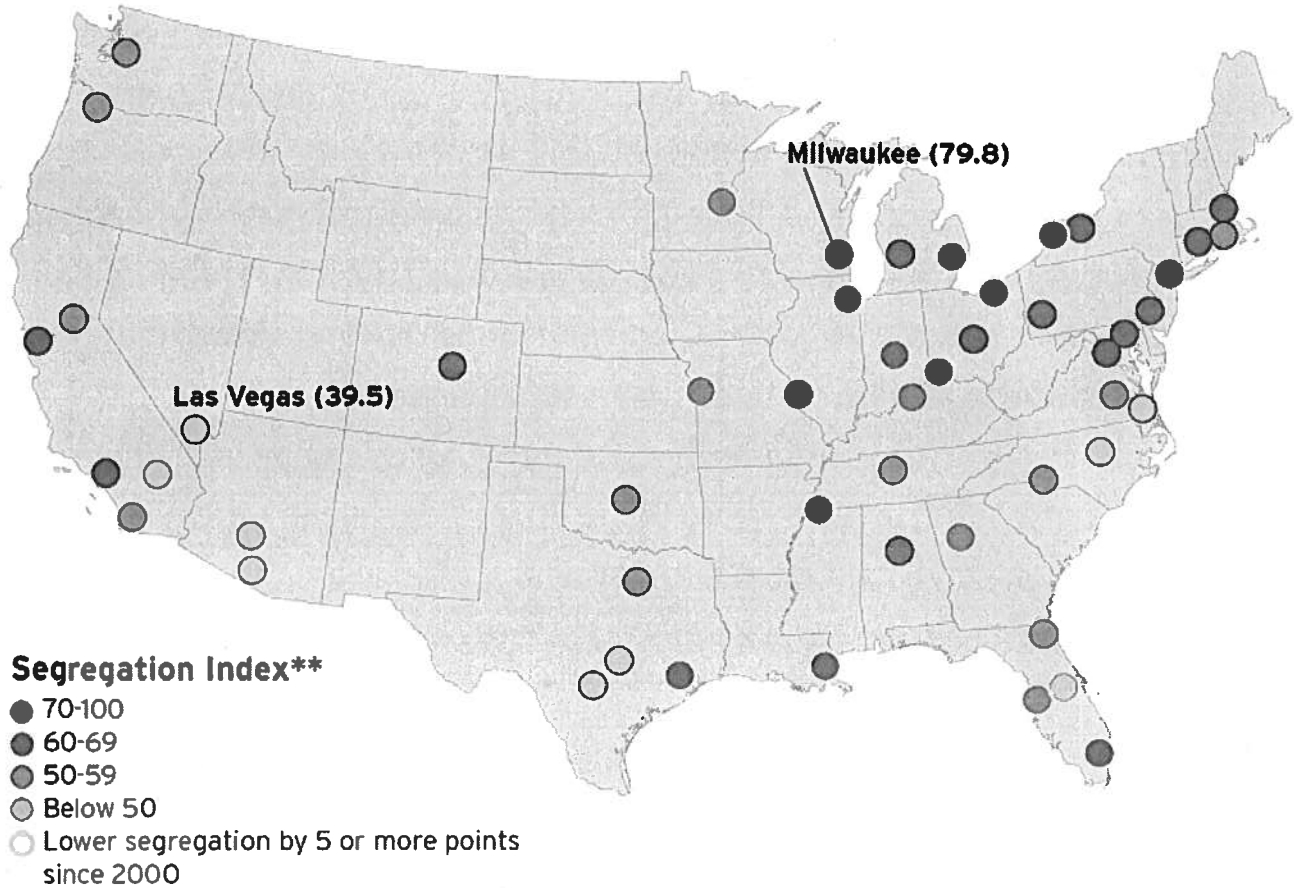 Milwaukee (79.8)
Las Vegas (39.5)
Segregation Index**
70-100
60-69
50-59
Below 50
Lower segregation by 5 or more points
since 2000